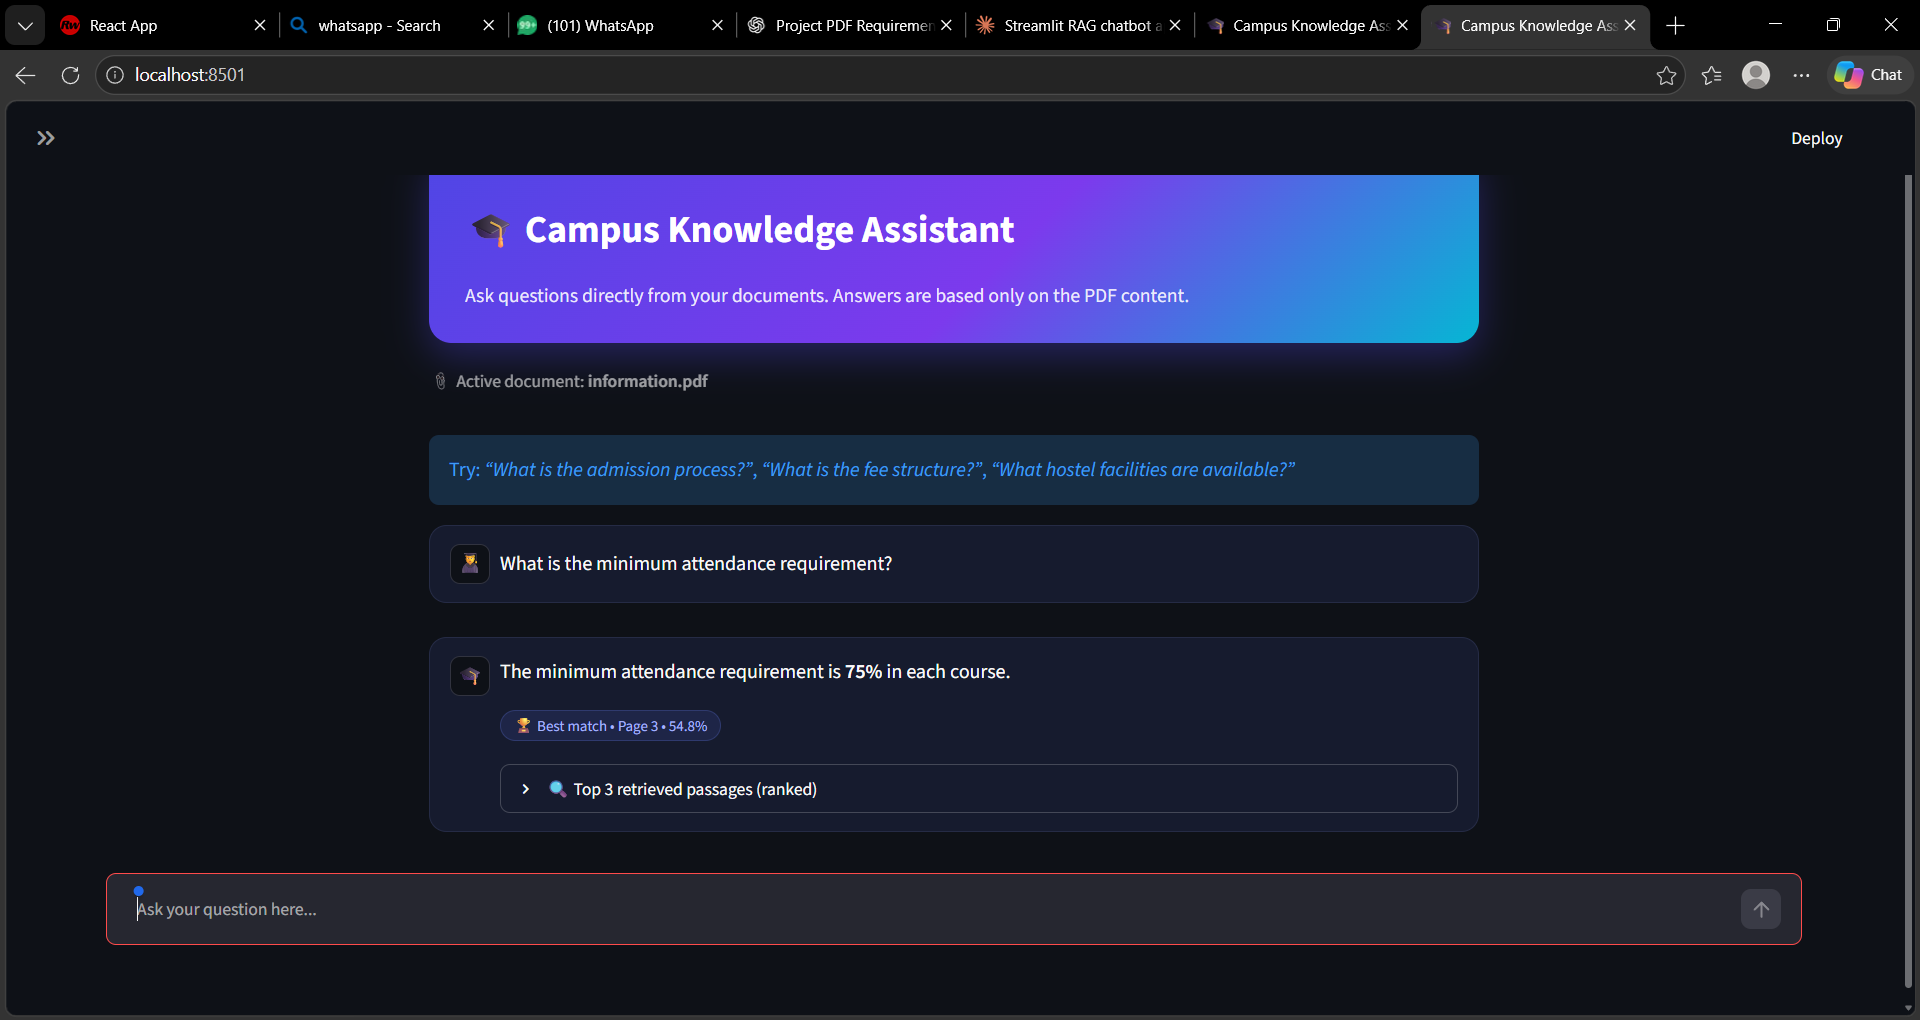 React App
whatsapp - Search
99+
(101) WhatsApp
Project PDF Requiremen
Streamlit RAG chatbot a
Campus Knowledge Ass
Campus Knowledge Ass
localhost:8501
Chat
Deploy
Campus Knowledge Assistant
Ask questions directly from your documents. Answers are based only on the PDF content.
Active document: information.pdf
Try: “What is the admission process?”, “What is the fee structure?”, “What hostel facilities are available?”
What is the minimum attendance requirement?
The minimum attendance requirement is 75% in each course.
Best match • Page 3 • 54.8%
Top 3 retrieved passages (ranked)
Ask your question here...